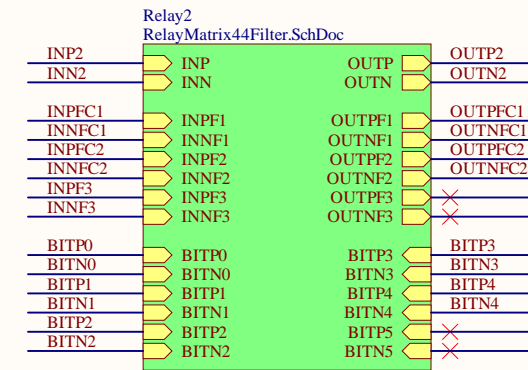 Relay2
RelayMatrix44Filter.SchDoc
INP2 INP OUTP OUTP2
INN2 INN OUTN OUTN2
INPFC1 INPF1 OUTPF1 OUTPFC1
INNFC1 INNF1 OUTNF1 OUTNFC1
INPFC2 INPF2 OUTPF2 OUTPFC2
INNFC2 INNF2 OUTNF2 OUTNFC2
INPF3 INPF3 OUTPF3
INNF3 INNF3 OUTNF3
BITP0 BITP0 BITP3 BITP3
BITN0 BITN0 BITN3 BITN3
BITP1 BITP1 BITP4 BITP4
BITN1 BITN1 BITN4 BITN4
BITP2 BITP2 BITP5
BITN2 BITN2 BITN5